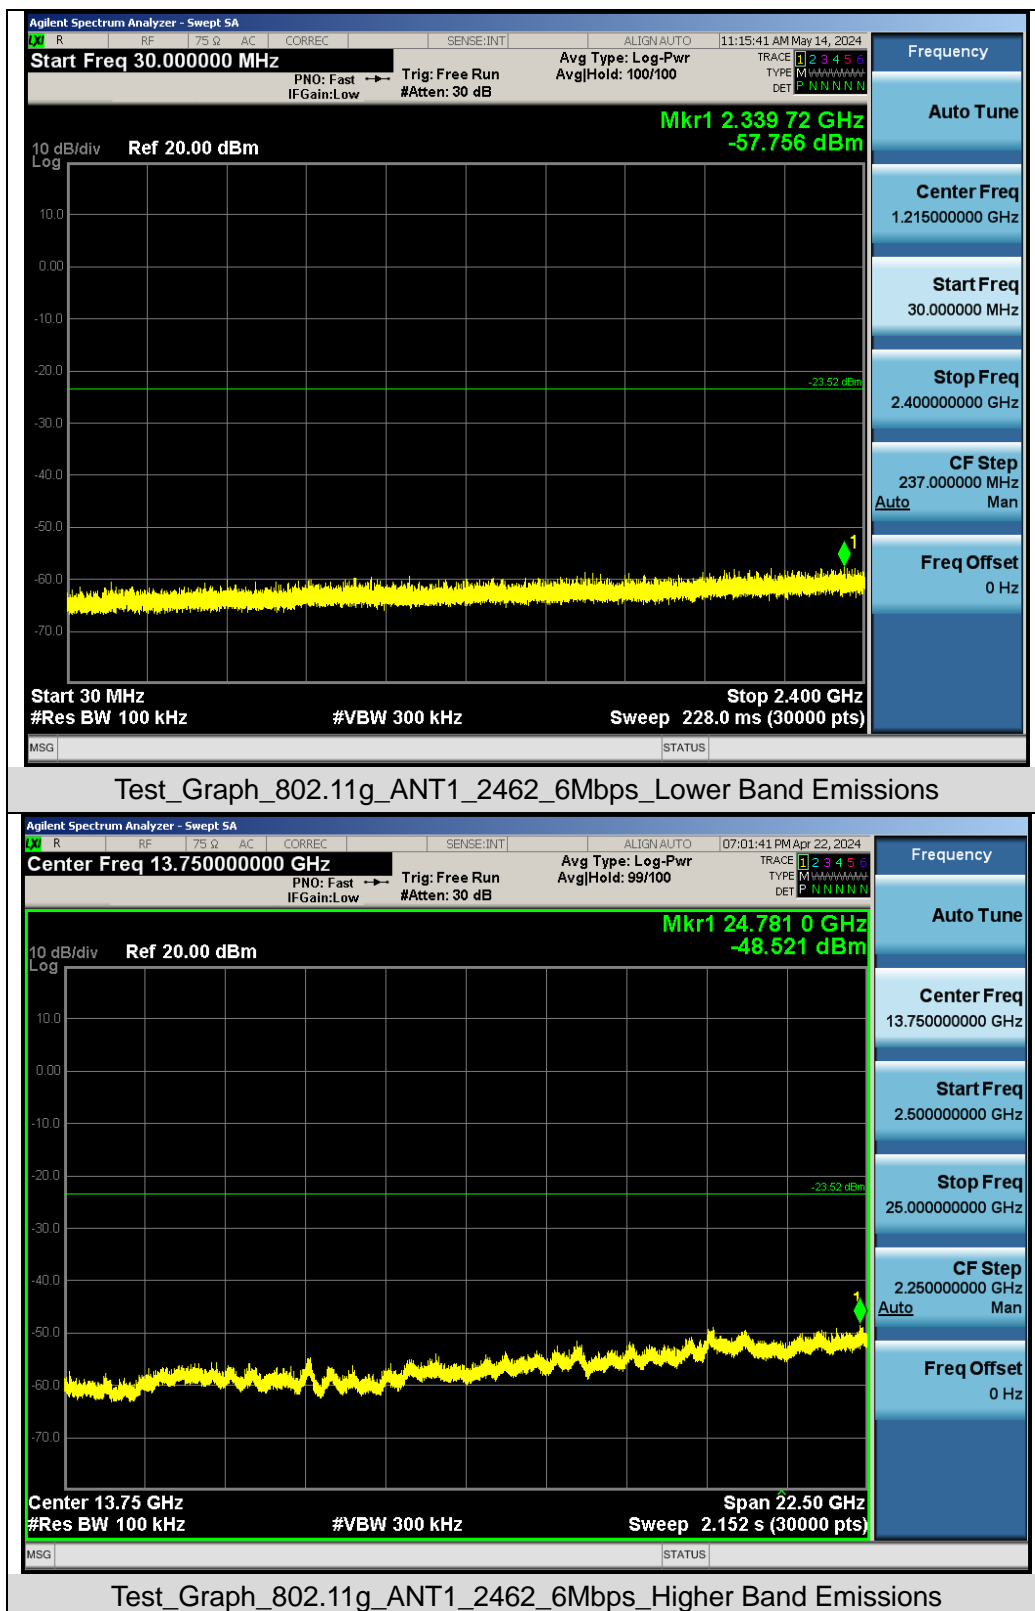 Agilent Spectrum Analyzer - Swept SA
LXI R RF 75 Ω AC CORREC SENSE:INT ALIGN AUTO 11:15:41 AM May 14, 2024
Start Freq 30.000000 MHz
PNO: Fast Trig: Free Run
IFGain:Low #Atten: 30 dB
Avg Type: Log-Pwr
Avg|Hold: 100/100
TRACE 1 2 3 4 5 6
TYPE M
DET P N N N N N
Mkr1 2.339 72 GHz
-57.756 dBm
10 dB/div Ref 20.00 dBm
Log
10.0
0.00
-10.0
-20.0
-23.52 dBm
-30.0
-40.0
-50.0
1
-60.0
-70.0
Start 30 MHz Stop 2.400 GHz
#Res BW 100 kHz #VBW 300 kHz Sweep 228.0 ms (30000 pts)
MSG STATUS
Frequency
Auto Tune
Center Freq
1.215000000 GHz
Start Freq
30.000000 MHz
Stop Freq
2.400000000 GHz
CF Step
237.000000 MHz
Auto Man
Freq Offset
0 Hz
Test_Graph_802.11g_ANT1_2462_6Mbps_Lower Band Emissions
Agilent Spectrum Analyzer - Swept SA
LXI R RF 75 Ω AC CORREC SENSE:INT ALIGN AUTO 07:01:41 PM Apr 22, 2024
Center Freq 13.750000000 GHz
PNO: Fast Trig: Free Run
IFGain:Low #Atten: 30 dB
Avg Type: Log-Pwr
Avg|Hold: 99/100
TRACE 1 2 3 4 5 6
TYPE M
DET P N N N N N
Mkr1 24.781 0 GHz
-48.521 dBm
10 dB/div Ref 20.00 dBm
Log
10.0
0.00
-10.0
-20.0
-23.52 dBm
-30.0
-40.0
1
-50.0
-60.0
-70.0
Center 13.75 GHz Span 22.50 GHz
#Res BW 100 kHz #VBW 300 kHz Sweep 2.152 s (30000 pts)
MSG STATUS
Frequency
Auto Tune
Center Freq
13.750000000 GHz
Start Freq
2.500000000 GHz
Stop Freq
25.000000000 GHz
CF Step
2.250000000 GHz
Auto Man
Freq Offset
0 Hz
Test_Graph_802.11g_ANT1_2462_6Mbps_Higher Band Emissions